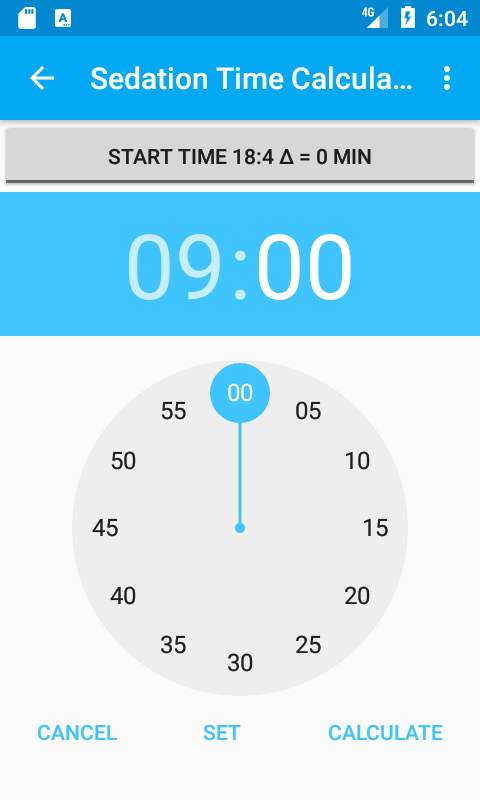 4G 6:04
Sedation Time Calcula...
START TIME 18:4 Δ = 0 MIN
09:00
00
55 05
50 10
45 15
40 20
35 25
30
CANCEL SET CALCULATE